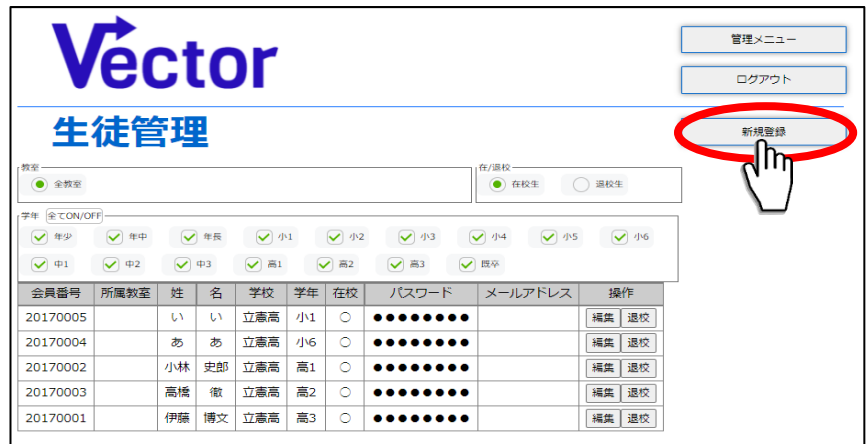 Vector
管理メニュー
ログアウト
生徒管理
新規登録
教室
全教室
在/退校
在校生 退校生
学年 全てON/OFF
年少 年中 年長 小1 小2 小3 小4 小5 小6
中1 中2 中3 高1 高2 高3 既卒
会員番号 所属教室 姓 名 学校 学年 在校 パスワード メールアドレス 操作
20170005 い い 立憲高 小1 ○ ●●●●●●●● 編集 退校
20170004 あ あ 立憲高 小6 ○ ●●●●●●●● 編集 退校
20170002 小林 史郎 立憲高 高1 ○ ●●●●●●●● 編集 退校
20170003 高橋 徹 立憲高 高2 ○ ●●●●●●●● 編集 退校
20170001 伊藤 博文 立憲高 高3 ○ ●●●●●●●● 編集 退校